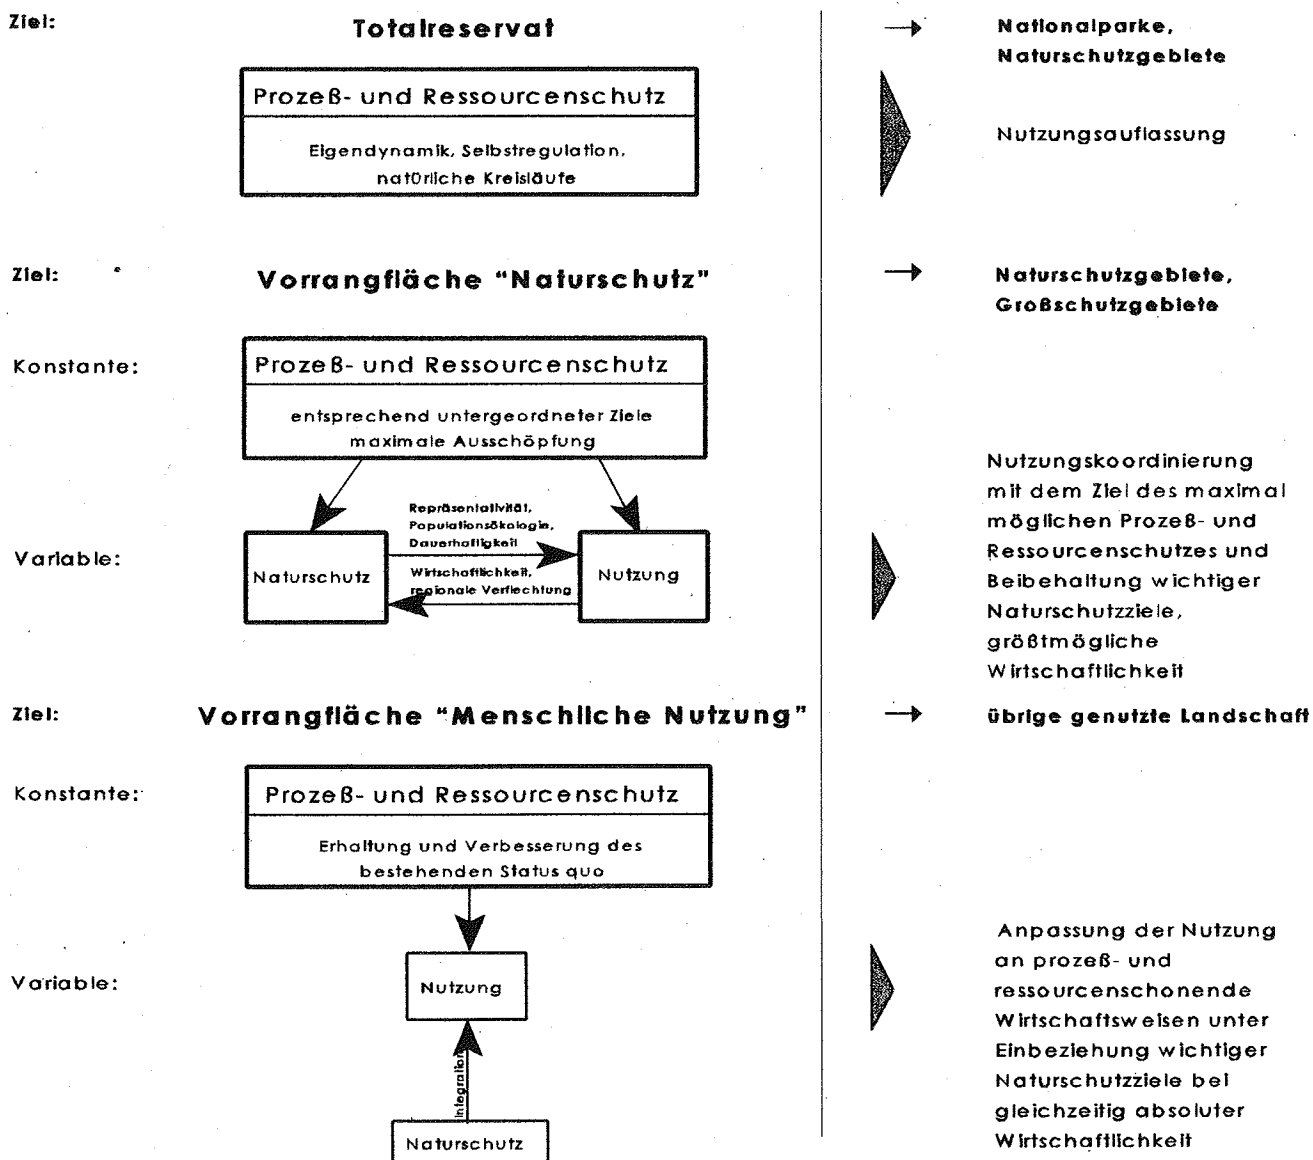 Ziel:
Totalreservat
Nationalparke,
Naturschutzgebiete
Prozeß- und Ressourcenschutz
Eigendynamik, Selbstregulation,
natürliche Kreisläufe
Nutzungsauflassung
Ziel:
Vorrangfläche "Naturschutz"
Naturschutzgebiete,
Großschutzgebiete
Konstante:
Prozeß- und Ressourcenschutz
entsprechend untergeordneter Ziele
maximale Ausschöpfung
Variable:
Naturschutz
Repräsentativität,
Populationsökologie,
Dauerhaftigkeit
Wirtschaftlichkeit,
regionale Verflechtung
Nutzung
Nutzungskoordinierung
mit dem Ziel des maximal
möglichen Prozeß- und
Ressourcenschutzes und
Beibehaltung wichtiger
Naturschutzziele,
größtmögliche
Wirtschaftlichkeit
Ziel:
Vorrangfläche "Menschliche Nutzung"
übrige genutzte Landschaft
Konstante:
Prozeß- und Ressourcenschutz
Erhaltung und Verbesserung des
bestehenden Status quo
Variable:
Nutzung
Integration
Naturschutz
Anpassung der Nutzung
an prozeß- und
ressourcenschonende
Wirtschaftsweisen unter
Einbeziehung wichtiger
Naturschutzziele bei
gleichzeitig absoluter
Wirtschaftlichkeit